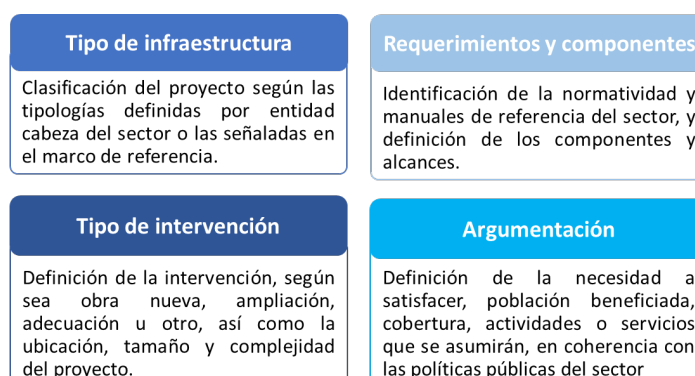 Tipo de infraestructura
Clasificación del proyecto según las
tipologías definidas por entidad
cabeza del sector o las señaladas en
el marco de referencia.
Requerimientos y componentes
Identificación de la normatividad y
manuales de referencia del sector, y
definición de los componentes y
alcances.
Tipo de intervención
Definición de la intervención, según
sea obra nueva, ampliación,
adecuación u otro, así como la
ubicación, tamaño y complejidad
del proyecto.
Argumentación
Definición de la necesidad a
satisfacer, población beneficiada,
cobertura, actividades o servicios
que se asumirán, en coherencia con
las políticas públicas del sector